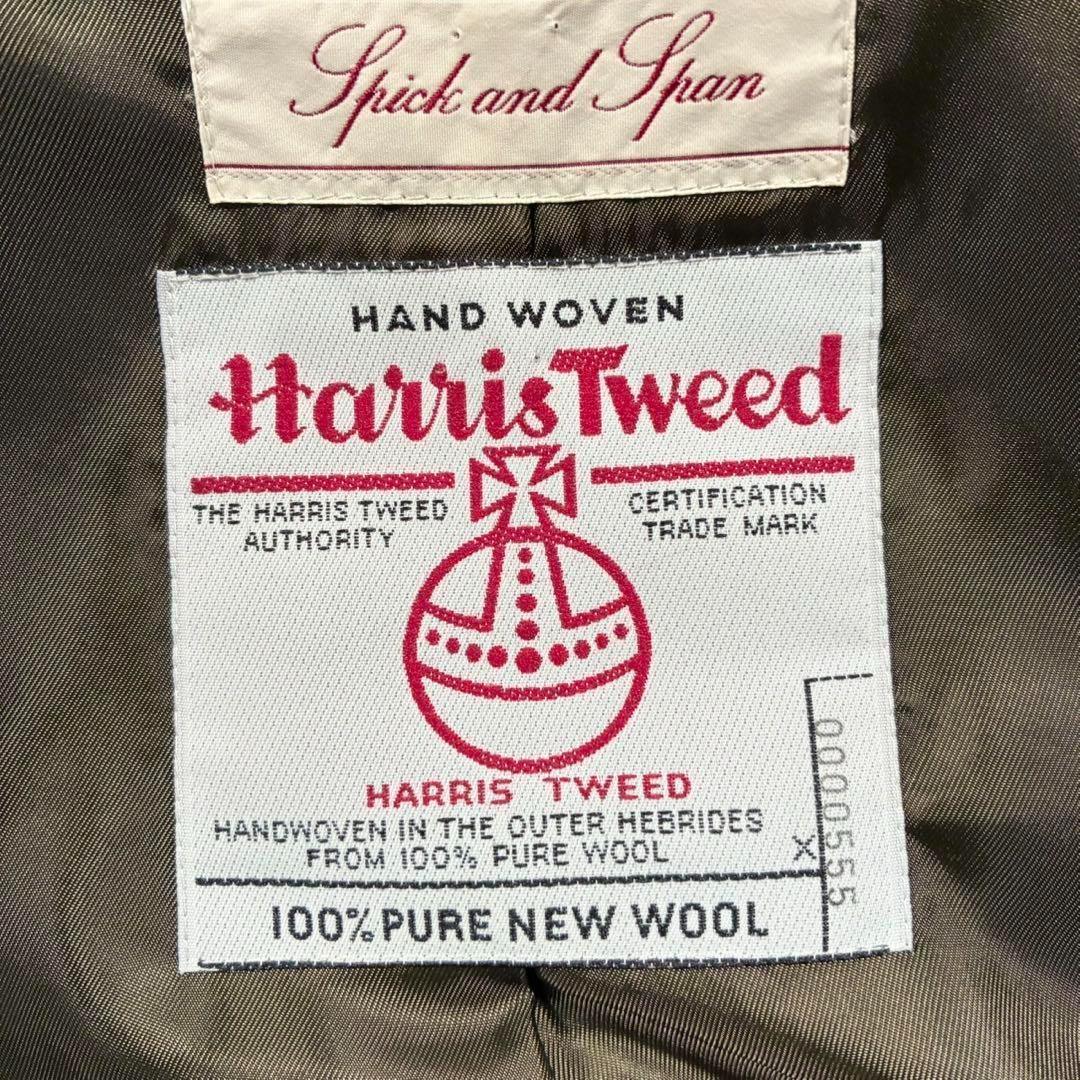 Spick and Span
HAND WOVEN
Harris Tweed
THE HARRIS TWEED
AUTHORITY
CERTIFICATION
TRADE MARK
HARRIS TWEED
HANDWOVEN IN THE OUTER HEBRIDES
FROM 100% PURE WOOL
X
0000555
100% PURE NEW WOOL